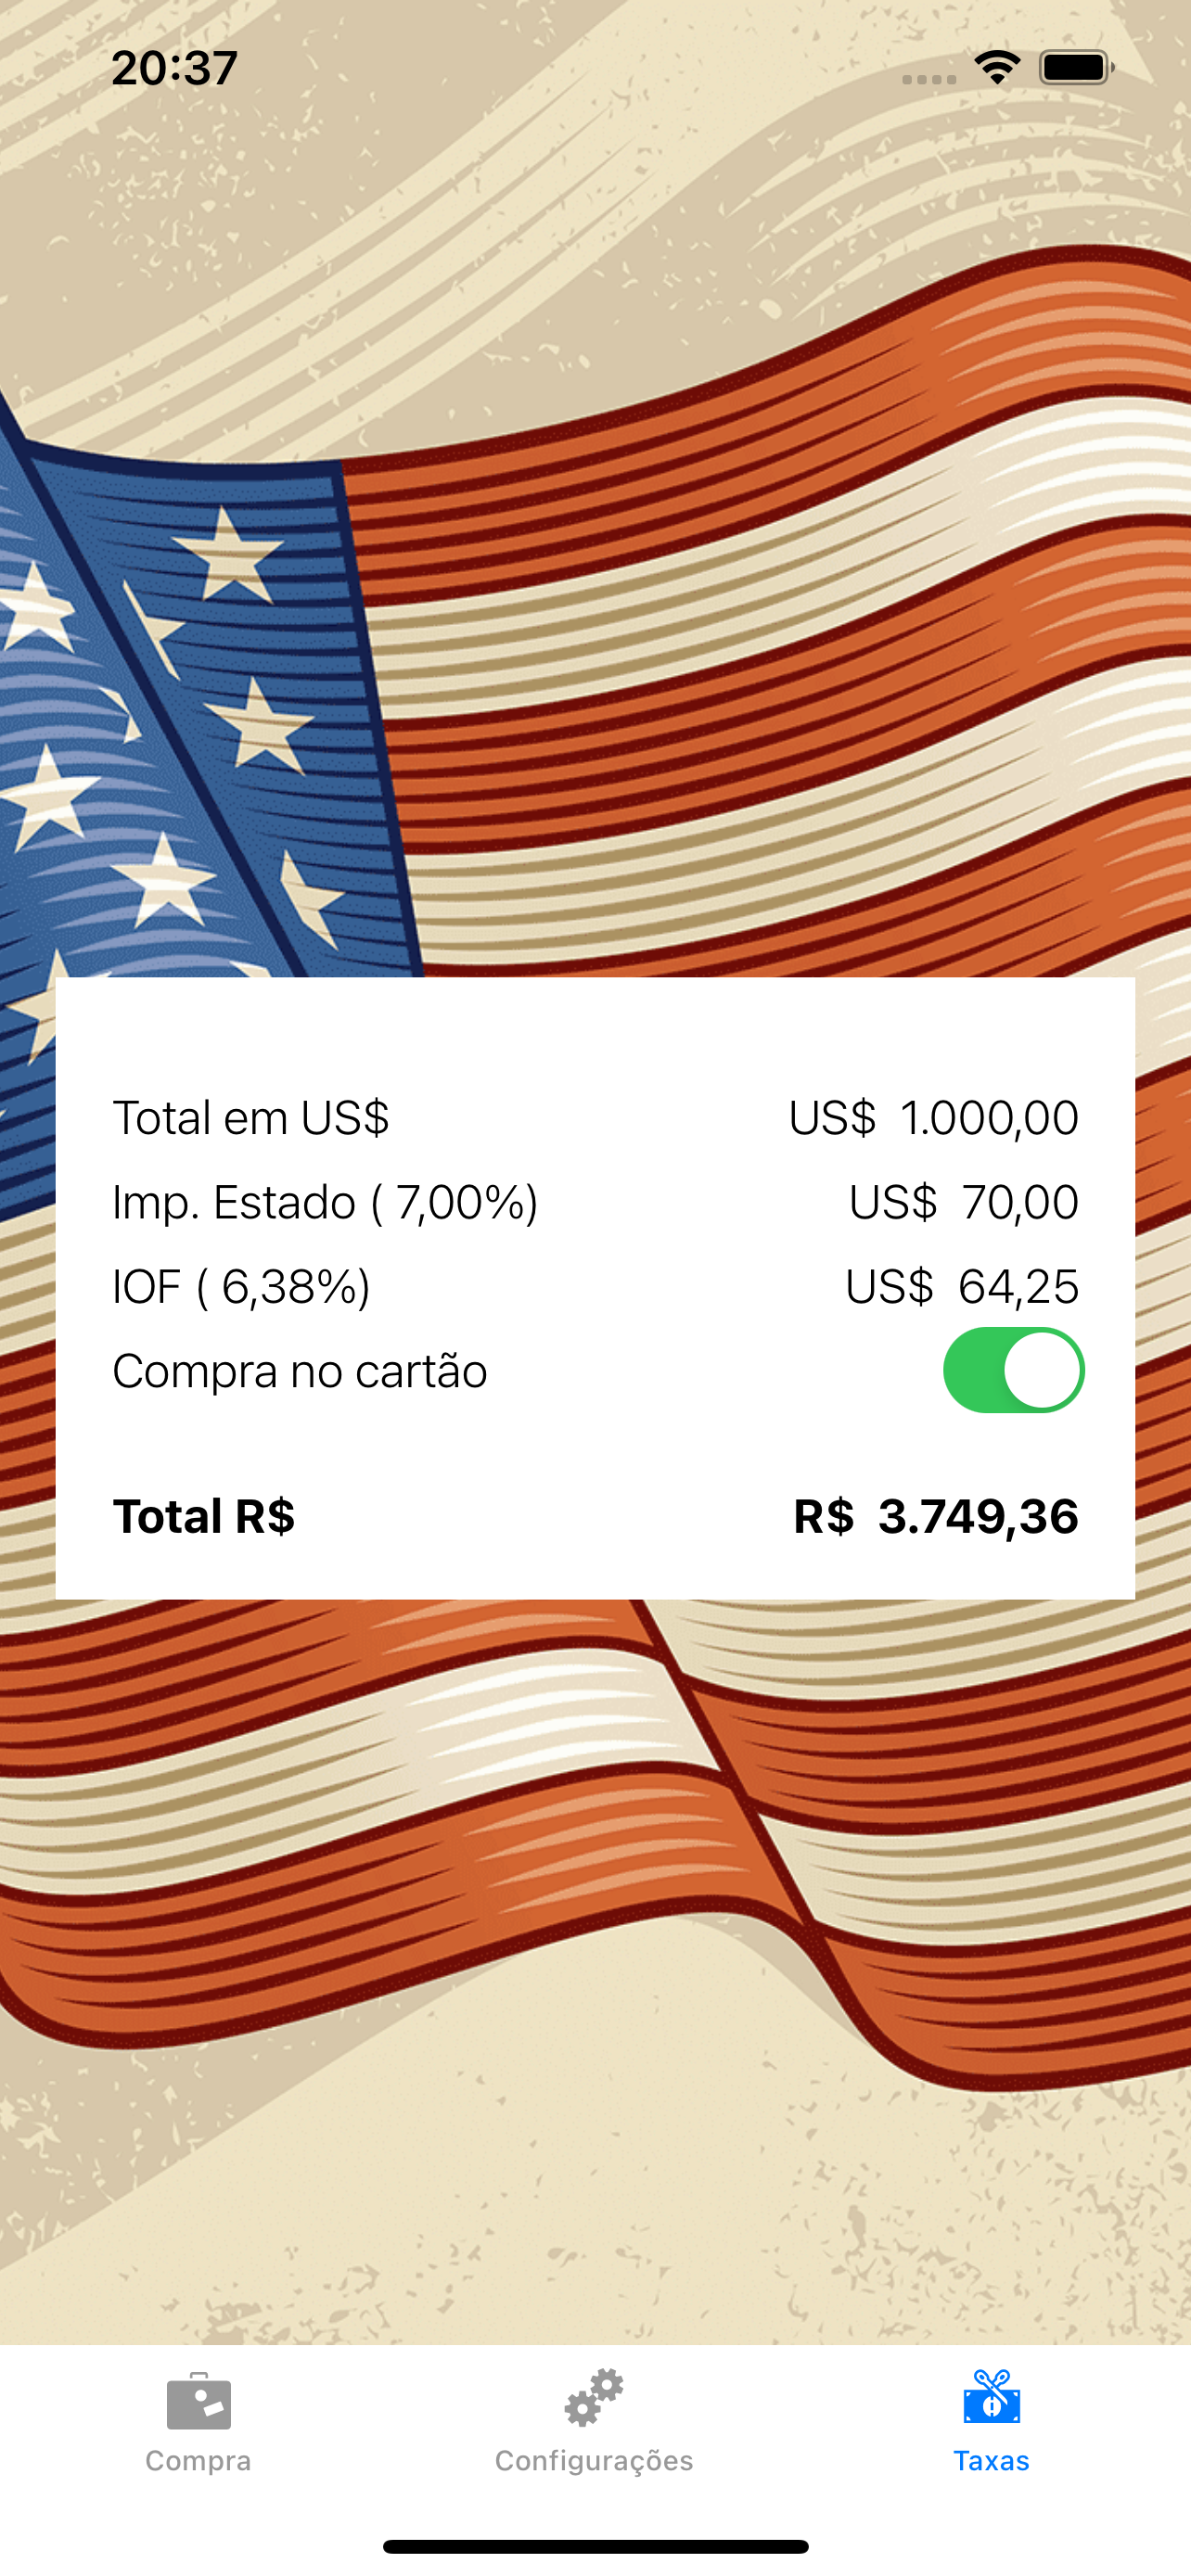 20:37
Total em US$ US$ 1.000,00
Imp. Estado ( 7,00%) US$ 70,00
IOF ( 6,38%) US$ 64,25
Compra no cartão
Total R$ R$ 3.749,36
Compra Configurações Taxas